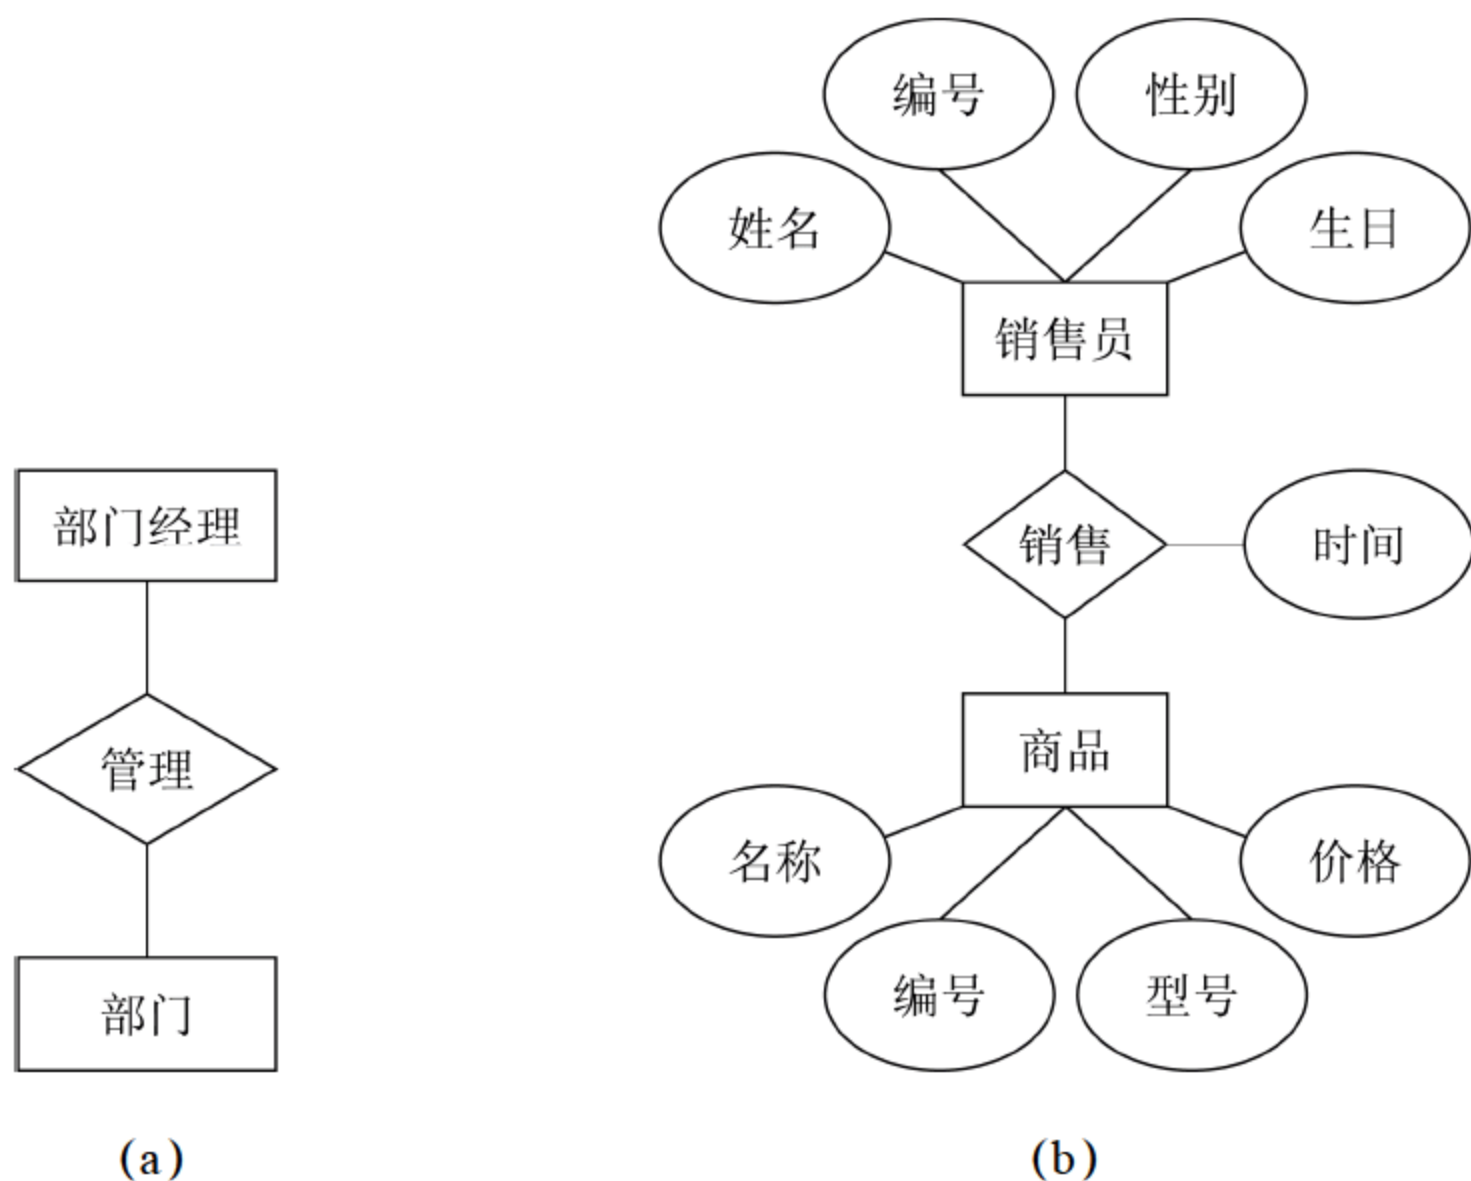 部门经理
管理
部门
(a)
编号
性别
姓名
生日
销售员
销售
时间
商品
名称
价格
编号
型号
(b)